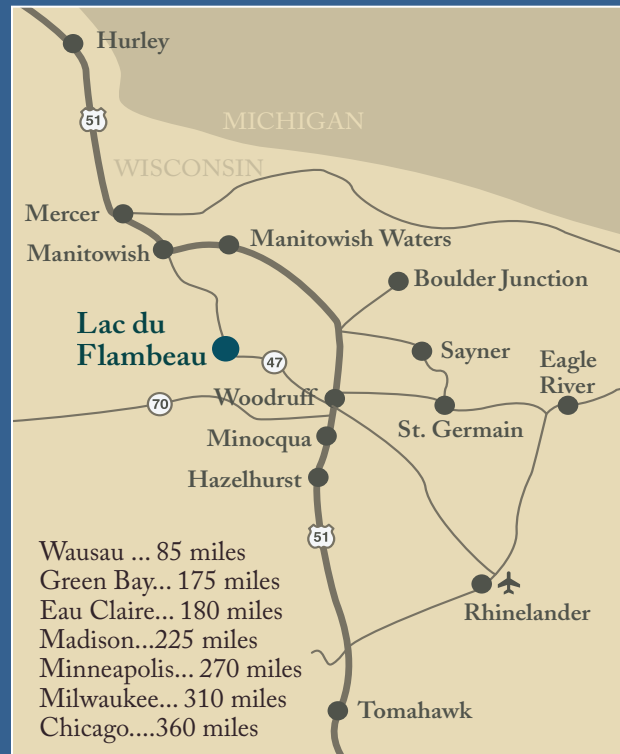 Hurley
51
MICHIGAN
WISCONSIN
Mercer
Manitowish
Manitowish Waters
Boulder Junction
Lac du
Flambeau
47
Sayner
Eagle
River
70
Woodruff
St. Germain
Minocqua
Hazelhurst
51
Wausau ... 85 miles
Green Bay... 175 miles
Eau Claire... 180 miles
Madison...225 miles
Minneapolis... 270 miles
Milwaukee... 310 miles
Chicago....360 miles
Rhinelander
Tomahawk